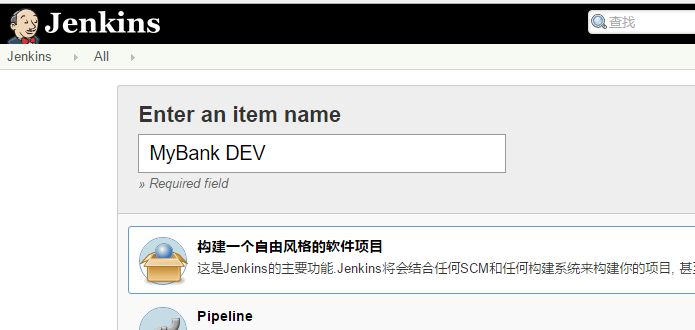 Jenkins
查找
Jenkins All
Enter an item name
MyBank DEV
» Required field
构建一个自由风格的软件项目
这是Jenkins的主要功能.Jenkins将会结合任何SCM和任何构建系统来构建你的项目, 甚至
Pipeline